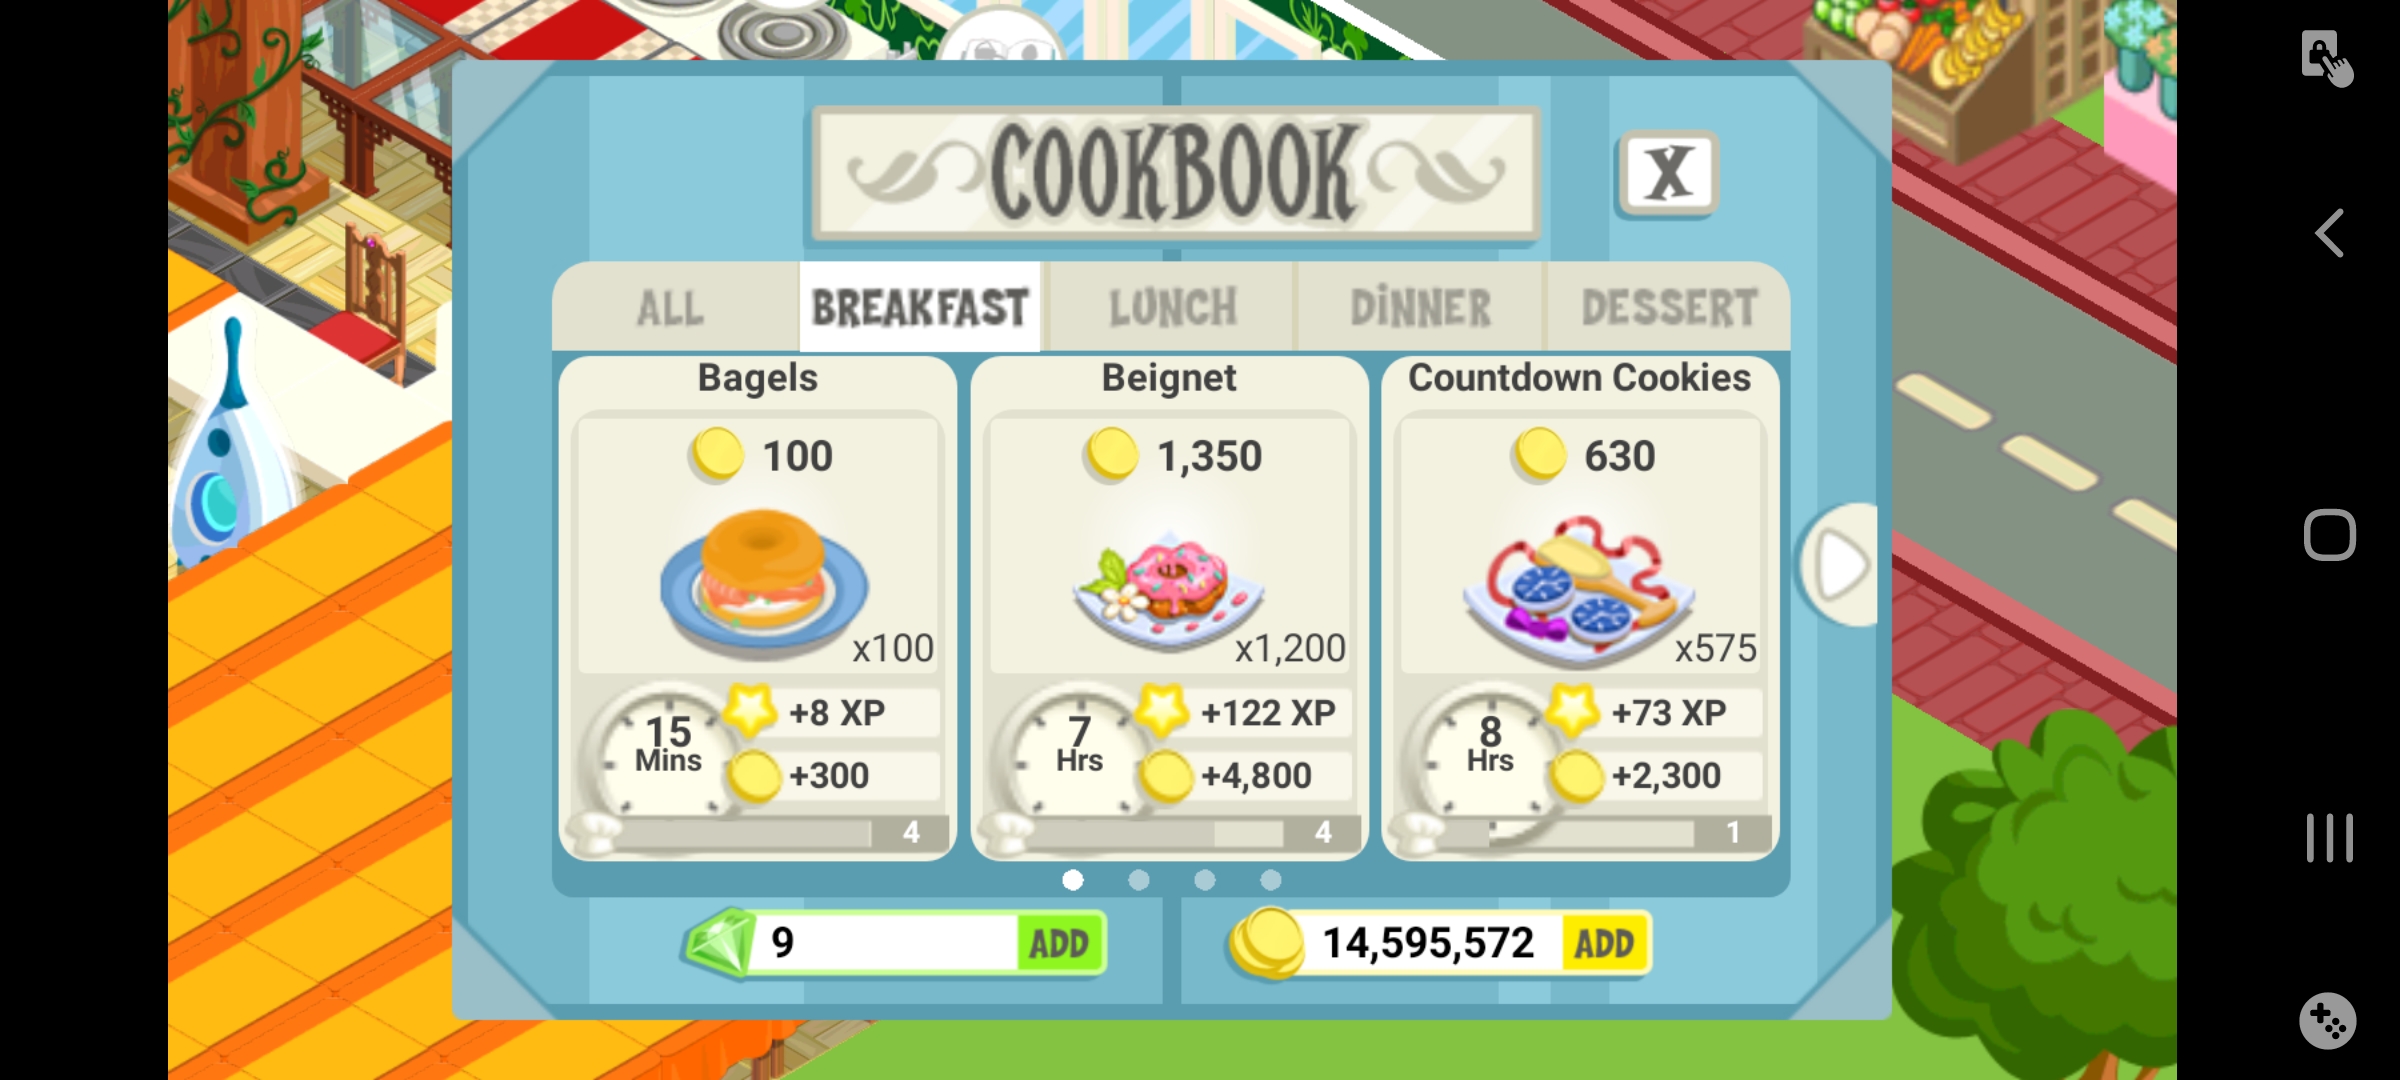 COOKBOOK
X
ALL BREAKFAST LUNCH DINNER DESSERT
Bagels
100
x100
15
Mins
+8 XP
+300
4
Beignet
1,350
x1,200
7
Hrs
+122 XP
+4,800
4
Countdown Cookies
630
x575
8
Hrs
+73 XP
+2,300
1
9 ADD
14,595,572 ADD